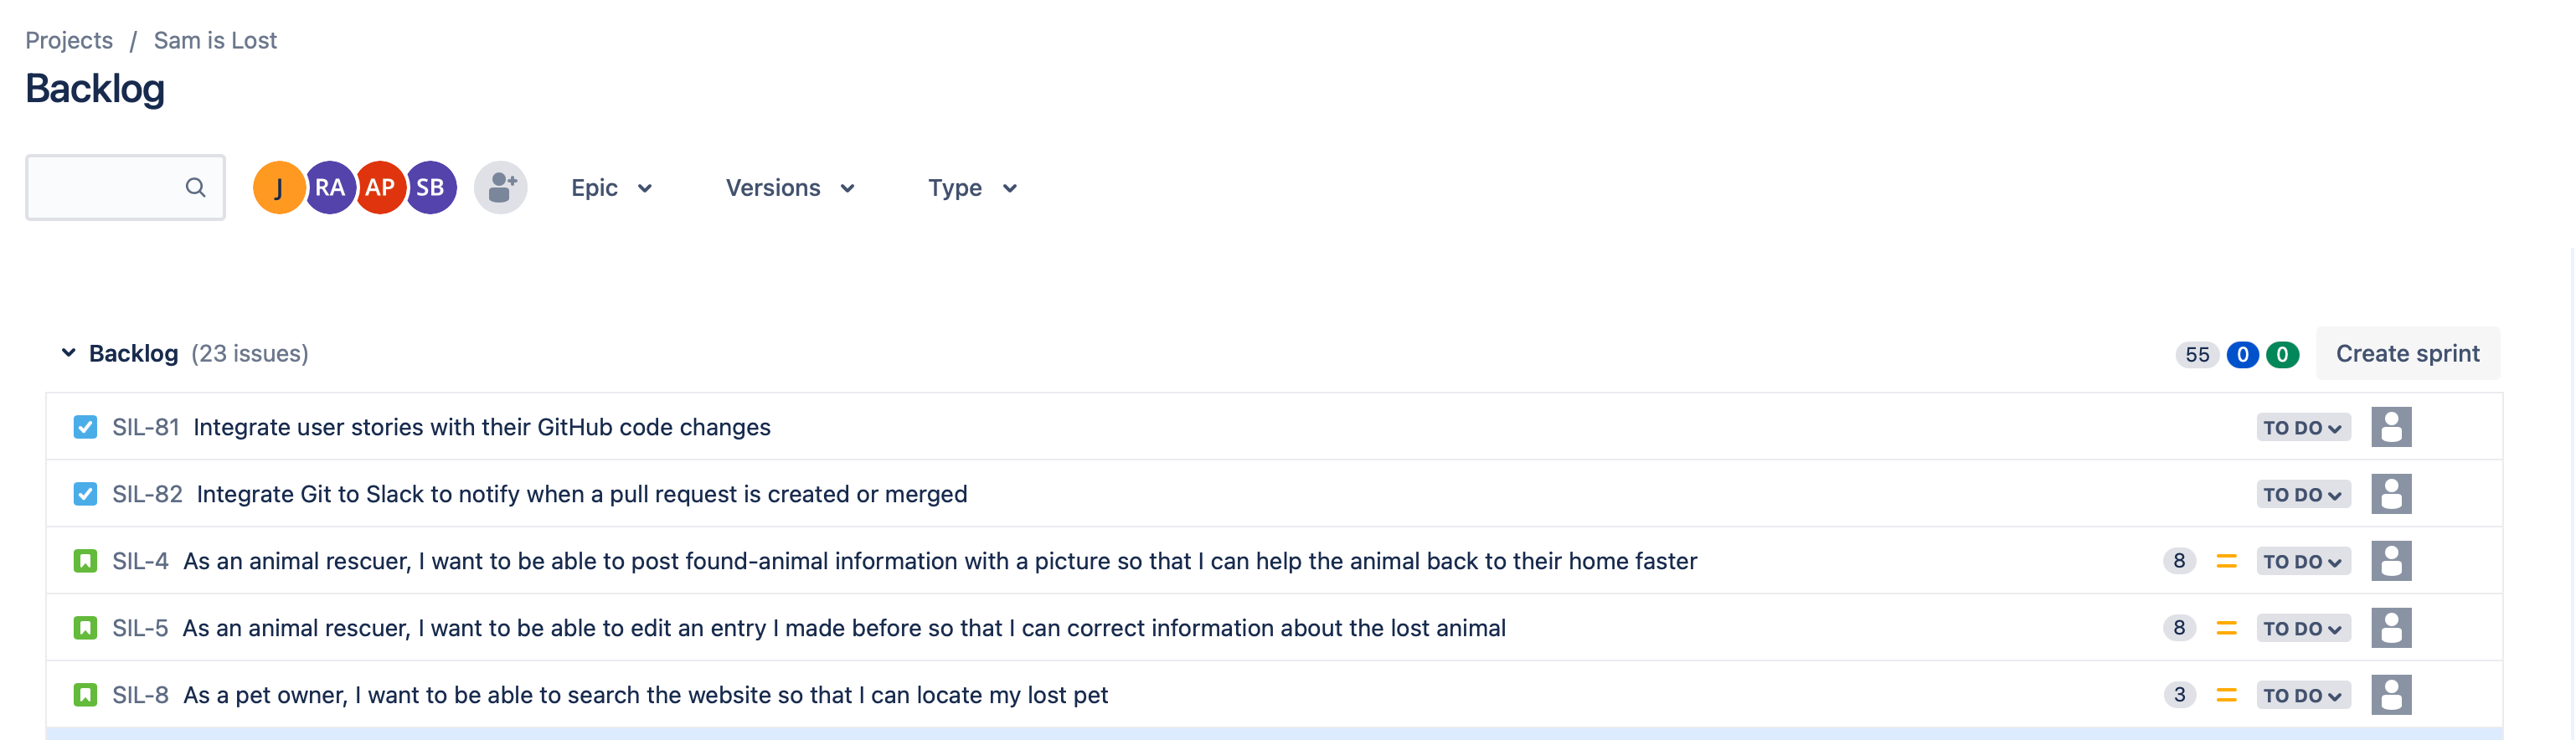 Projects / Sam is Lost
Backlog
J RA AP SB Epic Versions Type
Backlog (23 issues) 55 0 0 Create sprint
SIL-81 Integrate user stories with their GitHub code changes TO DO
SIL-82 Integrate Git to Slack to notify when a pull request is created or merged TO DO
SIL-4 As an animal rescuer, I want to be able to post found-animal information with a picture so that I can help the animal back to their home faster 8 TO DO
SIL-5 As an animal rescuer, I want to be able to edit an entry I made before so that I can correct information about the lost animal 8 TO DO
SIL-8 As a pet owner, I want to be able to search the website so that I can locate my lost pet 3 TO DO